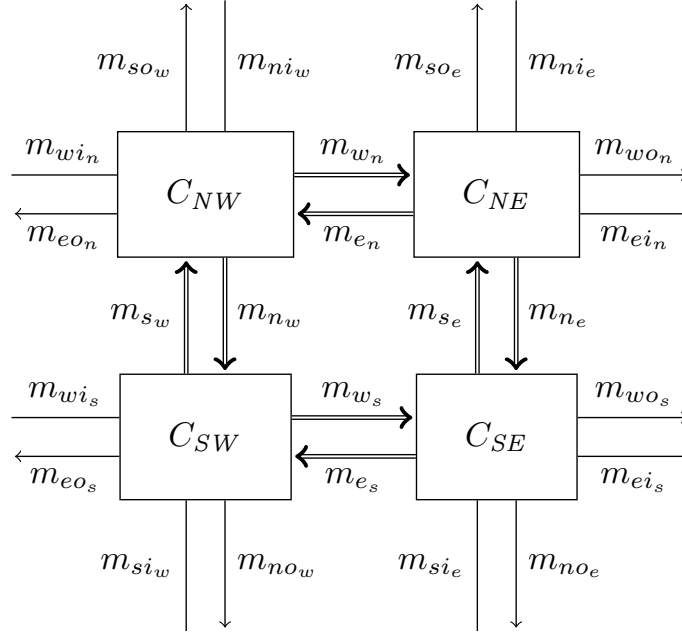 m_{so_w} m_{ni_w} m_{so_e} m_{ni_e}
m_{wi_n} m_{w_n} m_{wo_n}
C_{NW} C_{NE}
m_{eo_n} m_{e_n} m_{ei_n}
m_{s_w} m_{n_w} m_{s_e} m_{n_e}
m_{wi_s} m_{w_s} m_{wo_s}
C_{SW} C_{SE}
m_{eo_s} m_{e_s} m_{ei_s}
m_{si_w} m_{no_w} m_{si_e} m_{no_e}